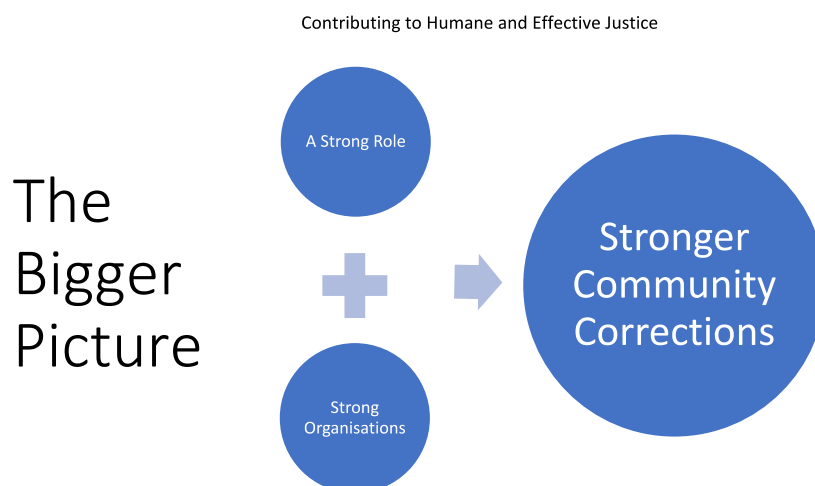 Contributing to Humane and Effective Justice
The
Bigger
Picture
A Strong Role
Strong
Organisations
Stronger
Community
Corrections